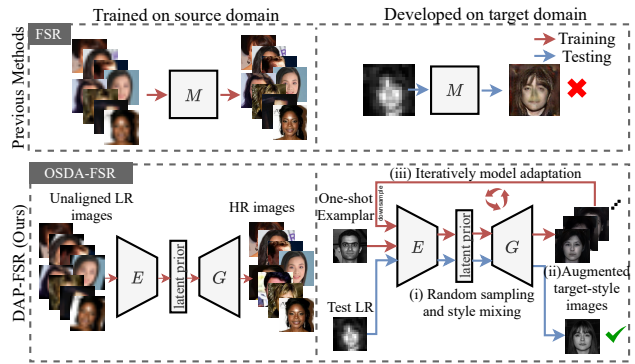 Trained on source domain
Developed on target domain
Previous Methods
FSR
M
Training
Testing
M
DAP-FSR (Ours)
OSDA-FSR
Unaligned LR
images
HR images
E
latent prior
G
(iii) Iteratively model adaptation
One-shot
Examplar
downsample
E
latent prior
G
(i) Random sampling
and style mixing
(ii)Augmented
target-style
images
Test LR